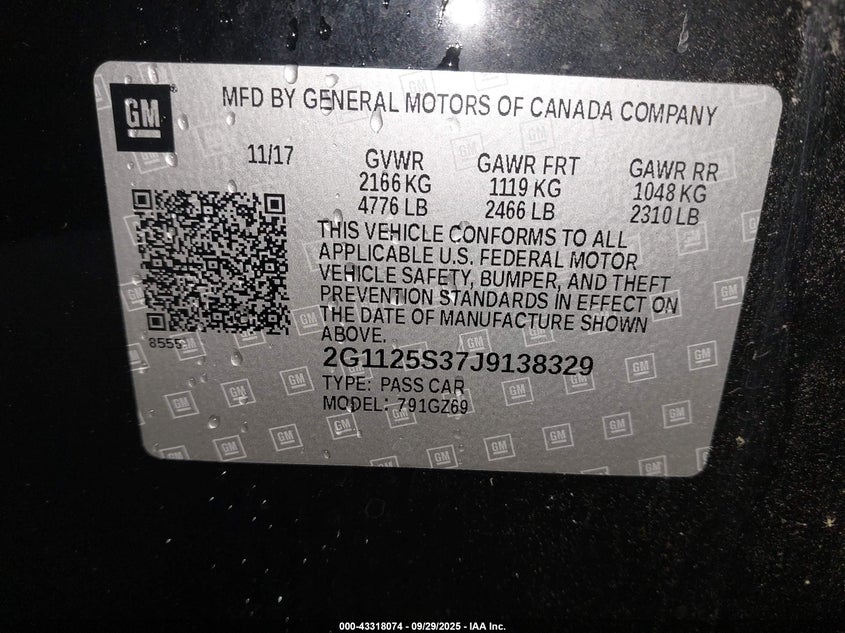 GM
MFD BY GENERAL MOTORS OF CANADA COMPANY
11/17
GVWR GAWR FRT GAWR RR
2166 KG 1119 KG 1048 KG
4776 LB 2466 LB 2310 LB
THIS VEHICLE CONFORMS TO ALL
APPLICABLE U.S. FEDERAL MOTOR
VEHICLE SAFETY, BUMPER, AND THEFT
PREVENTION STANDARDS IN EFFECT ON
THE DATE OF MANUFACTURE SHOWN
ABOVE.
8555
2G1125S37J9138329
TYPE: PASS CAR
MODEL: 791GZ69
000-43318074 - 09/29/2025 - IAA Inc.